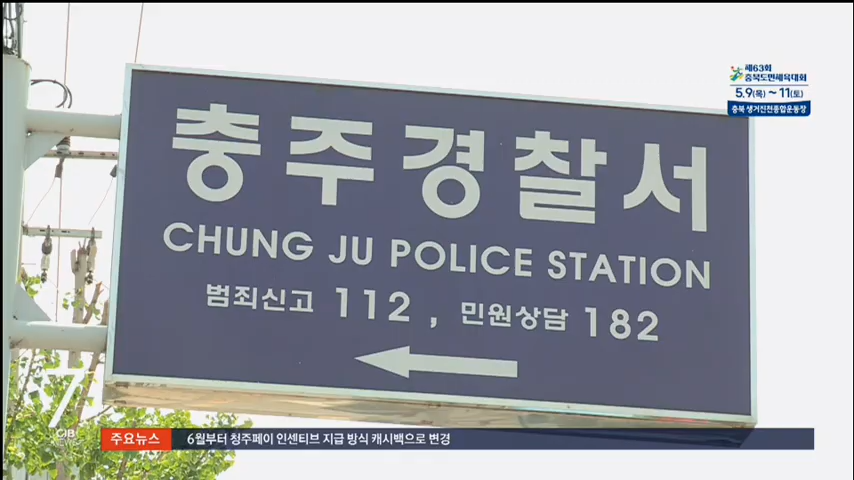 제63회
충북도민체육대회
5.9(목) ~ 11(토)
충북 생거진천종합운동장
충주경찰서
CHUNG JU POLICE STATION
범죄신고 112 , 민원상담 182
7
CJB
NEWS
주요뉴스 6월부터 청주페이 인센티브 지급 방식 캐시백으로 변경